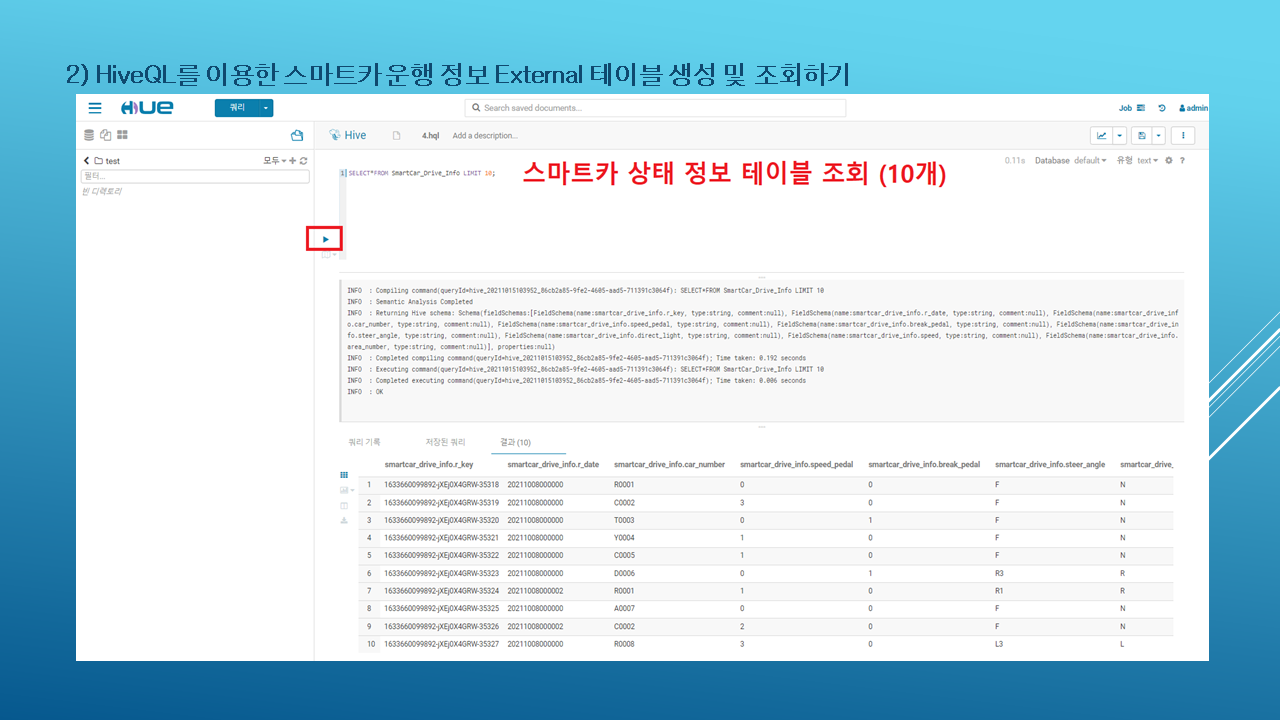 2) HiveQL를 이용한 스마트카 운행 정보 External 테이블 생성 및 조회하기
HUE
쿼리
Search saved documents...
Job
admin
Hive
4.hql
Add a description...
test
모두
필터...
빈 디렉토리
0.11s Database default 유형 text ?
1 SELECT*FROM SmartCar_Drive_Info LIMIT 10;
스마트카 상태 정보 테이블 조회 (10개)
INFO : Compiling command(queryId=hive_20211015103952_86cb2a85-9fe2-4605-aad5-711391c3064f): SELECT*FROM SmartCar_Drive_Info LIMIT 10
INFO : Semantic Analysis Completed
INFO : Returning Hive schema: Schema(fieldSchemas:[FieldSchema(name:smartcar_drive_info.r_key, type:string, comment:null), FieldSchema(name:smartcar_drive_info.r_date, type:string, comment:null), FieldSchema(name:smartcar_drive_inf
o.car_number, type:string, comment:null), FieldSchema(name:smartcar_drive_info.speed_pedal, type:string, comment:null), FieldSchema(name:smartcar_drive_info.break_pedal, type:string, comment:null), FieldSchema(name:smartcar_drive_in
fo.steer_angle, type:string, comment:null), FieldSchema(name:smartcar_drive_info.direct_light, type:string, comment:null), FieldSchema(name:smartcar_drive_info.speed, type:string, comment:null), FieldSchema(name:smartcar_drive_info.
area_number, type:string, comment:null)], properties:null)
INFO : Completed compiling command(queryId=hive_20211015103952_86cb2a85-9fe2-4605-aad5-711391c3064f); Time taken: 0.192 seconds
INFO : Executing command(queryId=hive_20211015103952_86cb2a85-9fe2-4605-aad5-711391c3064f): SELECT*FROM SmartCar_Drive_Info LIMIT 10
INFO : Completed executing command(queryId=hive_20211015103952_86cb2a85-9fe2-4605-aad5-711391c3064f); Time taken: 0.006 seconds
INFO : OK
쿼리 기록 저장된 쿼리 결과 (10)
smartcar_drive_info.r_key smartcar_drive_info.r_date smartcar_drive_info.car_number smartcar_drive_info.speed_pedal smartcar_drive_info.break_pedal smartcar_drive_info.steer_angle smartcar_drive_
1 1633660099892-jXEj0X4GRW-35318 20211008000000 R0001 0 0 F N
2 1633660099892-jXEj0X4GRW-35319 20211008000000 C0002 3 0 F N
3 1633660099892-jXEj0X4GRW-35320 20211008000000 T0003 0 1 F N
4 1633660099892-jXEj0X4GRW-35321 20211008000000 Y0004 1 0 F N
5 1633660099892-jXEj0X4GRW-35322 20211008000000 C0005 1 0 F N
6 1633660099892-jXEj0X4GRW-35323 20211008000000 D0006 0 1 R3 R
7 1633660099892-jXEj0X4GRW-35324 20211008000002 R0001 1 0 R1 R
8 1633660099892-jXEj0X4GRW-35325 20211008000000 A0007 0 0 F N
9 1633660099892-jXEj0X4GRW-35326 20211008000002 C0002 2 0 F N
10 1633660099892-jXEj0X4GRW-35327 20211008000000 R0008 3 0 L3 L